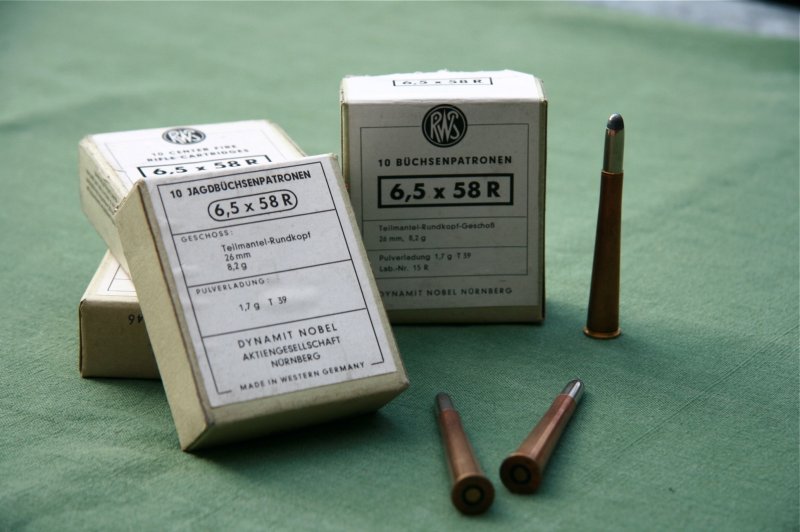 RWS
10 CENTER FIRE
RIFLE-CARTRIDGES
6,5 x 58 R
10 JAGDBÜCHSENPATRONEN
6,5 x 58 R
GESCHOSS:
Teilmantel-Rundkopf
26 mm
8,2 g
PULVERLADUNG:
1,7 g T 39
DYNAMIT NOBEL
AKTIENGESELLSCHAFT
NÜRNBERG
MADE IN WESTERN GERMANY
46
6,5 x 58 R
RWS
10 BÜCHSENPATRONEN
6,5 x 58 R
Teilmantel-Rundkopf-Geschoß
26 mm, 8,2 g
Pulverladung 1,7 g T 39
Lab.-Nr. 15 R
DYNAMIT NOBEL NÜRNBERG